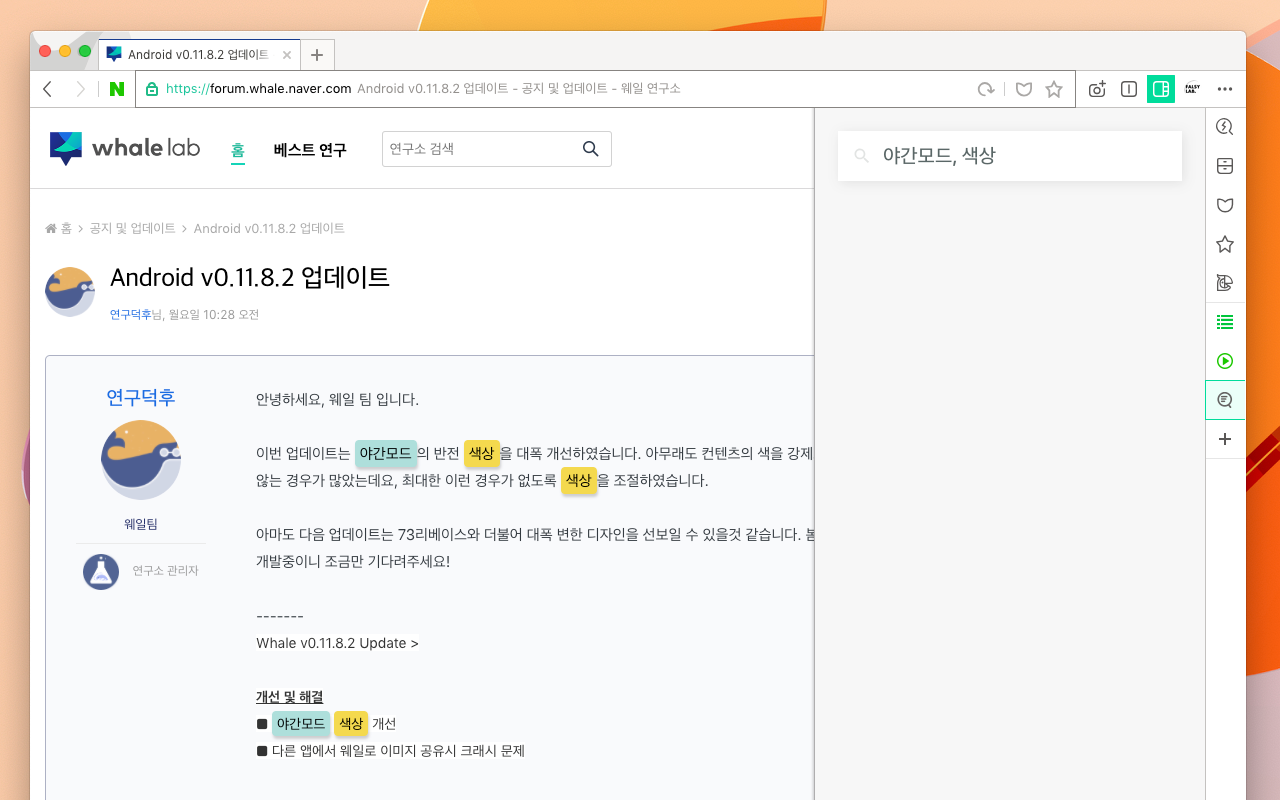 Android v0.11.8.2 업데이트
N
https://forum.whale.naver.com Android v0.11.8.2 업데이트 - 공지 및 업데이트 - 웨일 연구소
FALSY LAB.
whale lab
홈
베스트 연구
연구소 검색
야간모드, 색상
홈 > 공지 및 업데이트 > Android v0.11.8.2 업데이트
Android v0.11.8.2 업데이트
연구덕후님, 월요일 10:28 오전
연구덕후
웨일팀
연구소 관리자
안녕하세요, 웨일 팀 입니다.
이번 업데이트는 야간모드의 반전 색상을 대폭 개선하였습니다. 아무래도 컨텐츠의 색을 강제
않는 경우가 많았는데요, 최대한 이런 경우가 없도록 색상을 조절하였습니다.
아마도 다음 업데이트는 73리베이스와 더불어 대폭 변한 디자인을 선보일 수 있을것 같습니다.
개발중이니 조금만 기다려주세요!
-------
Whale v0.11.8.2 Update >
개선 및 해결
■ 야간모드 색상 개선
■ 다른 앱에서 웨일로 이미지 공유시 크래시 문제